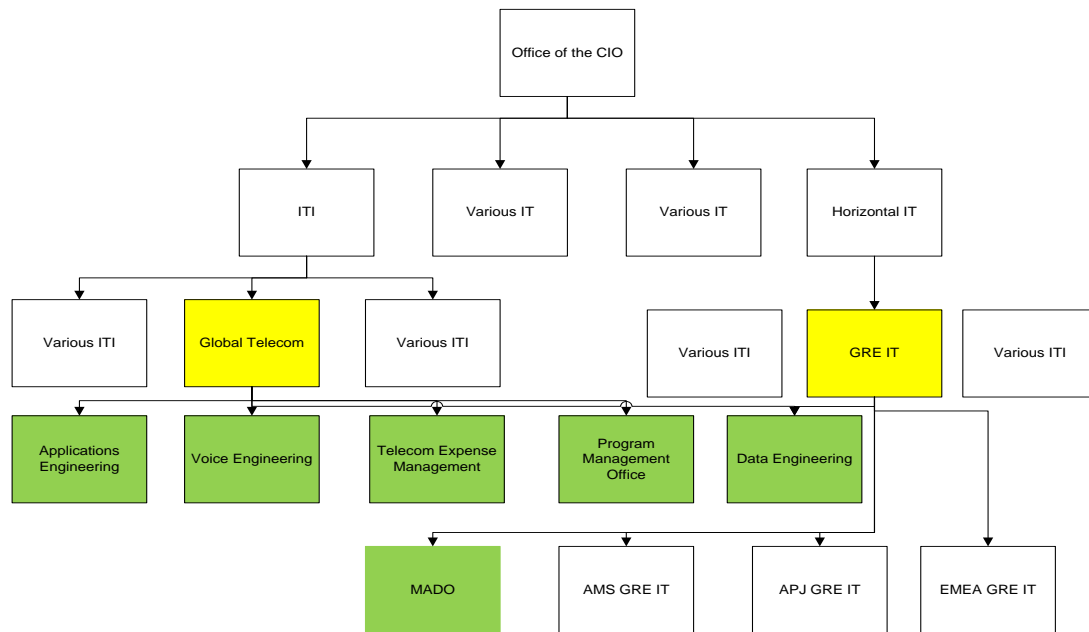 Office of the CIO
ITI
Various IT
Various IT
Horizontal IT
Various ITI
Global Telecom
Various ITI
Various ITI
GRE IT
Various ITI
Applications
Engineering
Voice Engineering
Telecom Expense
Management
Program
Management
Office
Data Engineering
MADO
AMS GRE IT
APJ GRE IT
EMEA GRE IT